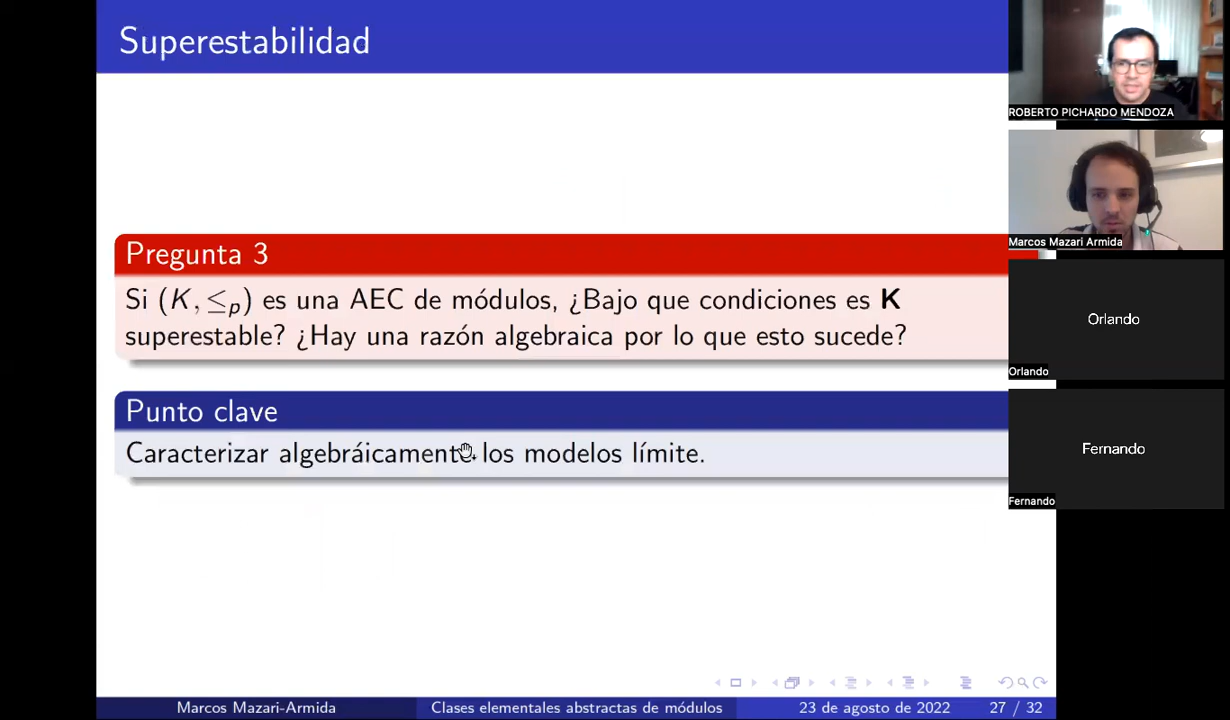 Superestabilidad
Pregunta 3
Si (K, ≤p) es una AEC de módulos, ¿Bajo que condiciones es K
superestable? ¿Hay una razón algebraica por lo que esto sucede?
Punto clave
Caracterizar algebráicamente los modelos límite.
Marcos Mazari-Armida
Clases elementales abstractas de módulos
23 de agosto de 2022
27 / 32
ROBERTO PICHARDO MENDOZA
Marcos Mazari Armida
Orlando
Orlando
Fernando
Fernando